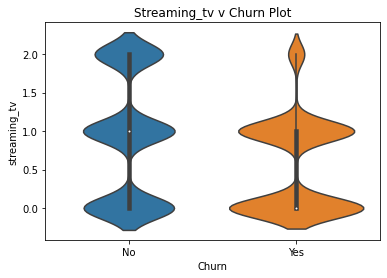 Streaming_tv v Churn Plot
streaming_tv
2.0
1.5
1.0
0.5
0.0
No
Yes
Churn